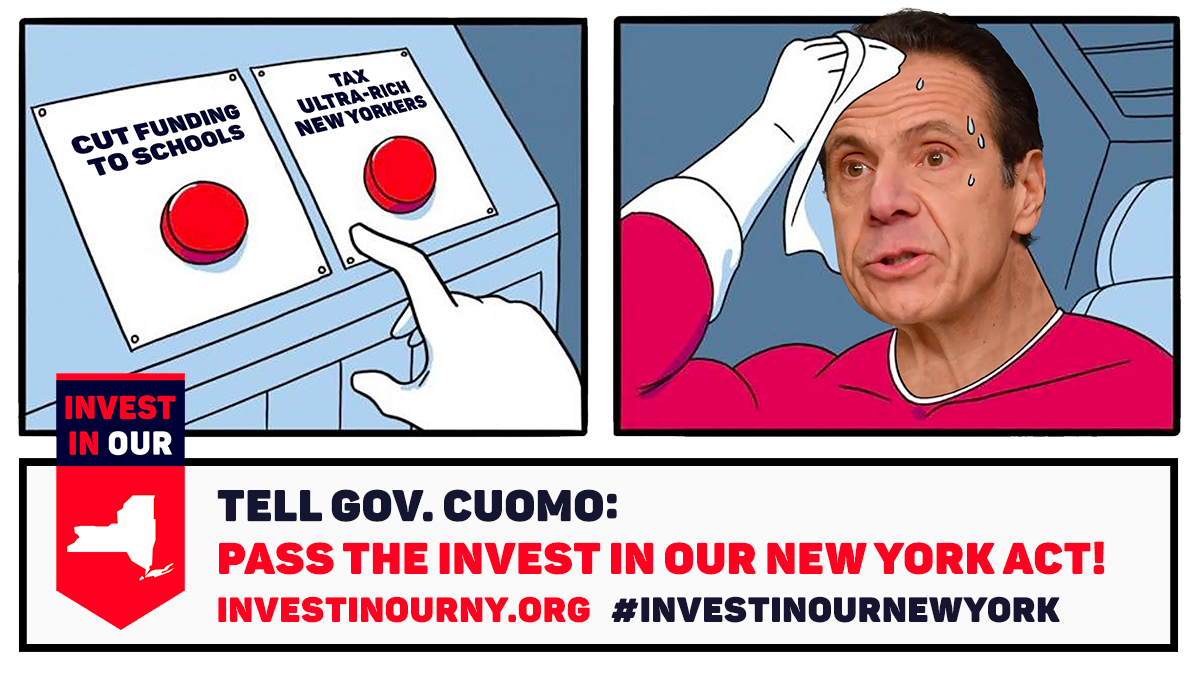 CUT FUNDING
TO SCHOOLS
TAX
ULTRA-RICH
NEW YORKERS
INVEST
IN OUR
TELL GOV. CUOMO:
PASS THE INVEST IN OUR NEW YORK ACT!
INVESTINOURNY.ORG #INVESTINOURNEWYORK